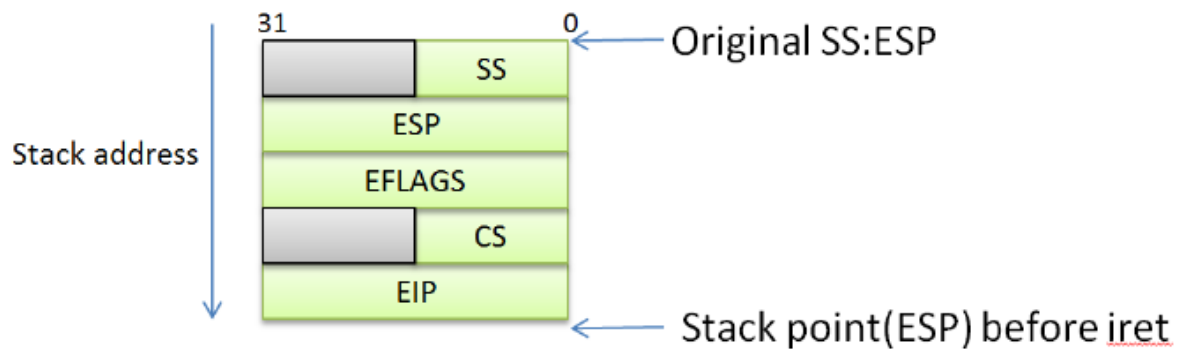 31 0
Original SS:ESP
SS
ESP
Stack address
EFLAGS
CS
EIP
Stack point(ESP) before iret